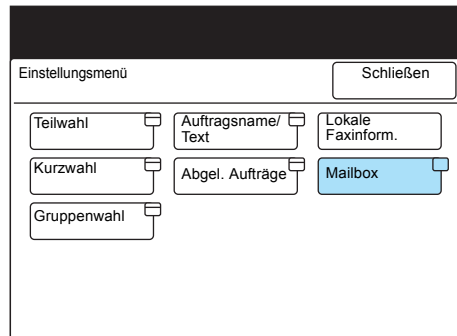 Einstellungsmenü
Schließen
Teilwahl
Auftragsname/
Text
Lokale
Faxinform.
Kurzwahl
Abgel. Aufträge
Mailbox
Gruppenwahl